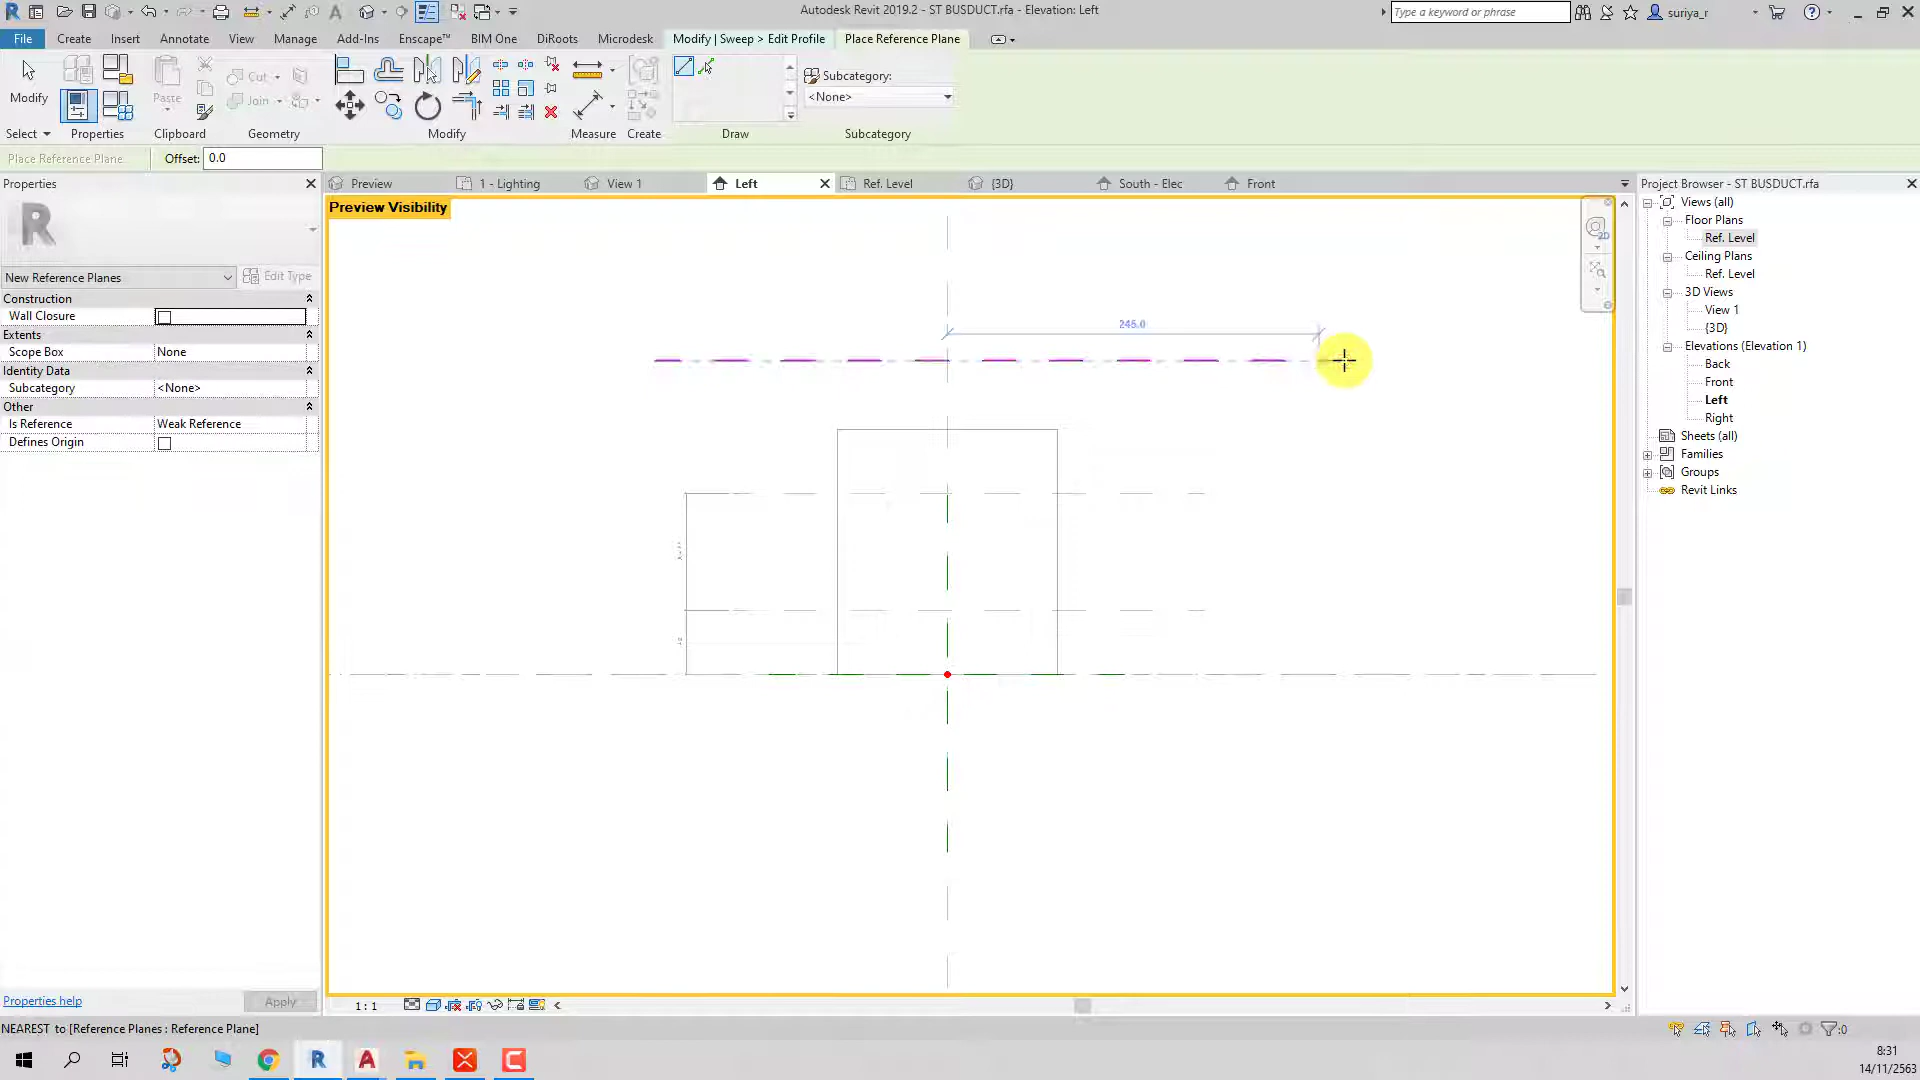 Autodesk Revit 2019.2 - ST BUSDUCT.rfa - Elevation: Left
Type a keyword or phrase
suriya_r
File
Create
Insert
Annotate
View
Manage
Add-Ins
Enscape™
BIM One
DiRoots
Microdesk
Modify | Sweep > Edit Profile
Place Reference Plane
Modify
Paste
Cut
Join
Subcategory:
<None>
Select
Properties
Clipboard
Geometry
Modify
Measure
Create
Draw
Subcategory
Place Reference Plane
Offset:
0.0
Properties
Preview
1 - Lighting
View 1
Left
Ref. Level
{3D}
South - Elec
Front
Project Browser - ST BUSDUCT.rfa
New Reference Planes
Edit Type
Construction
Wall Closure
Extents
Scope Box
None
Identity Data
Subcategory
<None>
Other
Is Reference
Weak Reference
Defines Origin
Properties help
Apply
Preview Visibility
2D
245.0
Views (all)
Floor Plans
Ref. Level
Ceiling Plans
Ref. Level
3D Views
View 1
{3D}
Elevations (Elevation 1)
Back
Front
Left
Right
Sheets (all)
Families
Groups
Revit Links
1 : 1
NEAREST to [Reference Planes : Reference Plane]
:0
8:31
14/11/2563